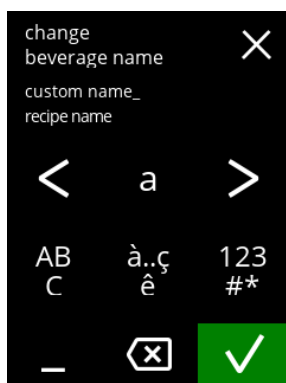 change
beverage name
custom name_
recipe name
< a >
AB à..ç 123
C ê #*
_